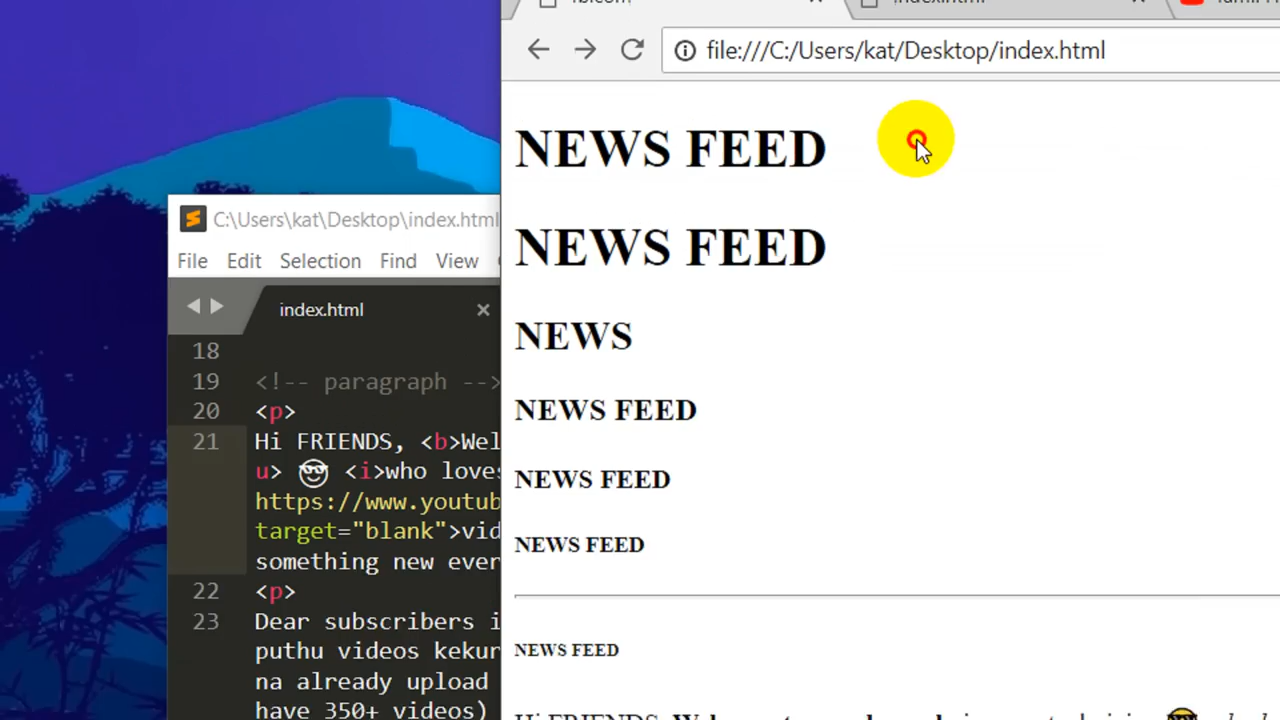 file:///C:/Users/kat/Desktop/index.html
NEWS FEED
NEWS FEED
NEWS
NEWS FEED
NEWS FEED
NEWS FEED
NEWS FEED
C:\Users\kat\Desktop\index.html
File Edit Selection Find View
index.html
18
19 <!-- paragraph -->
20 <p>
21 Hi FRIENDS, <b>Wel
u> 😎 <i>who loves
https://www.youtub
target="blank">vid
something new ever
22 <p>
23 Dear subscribers i
puthu videos kekur
na already upload
have 350+ videos)